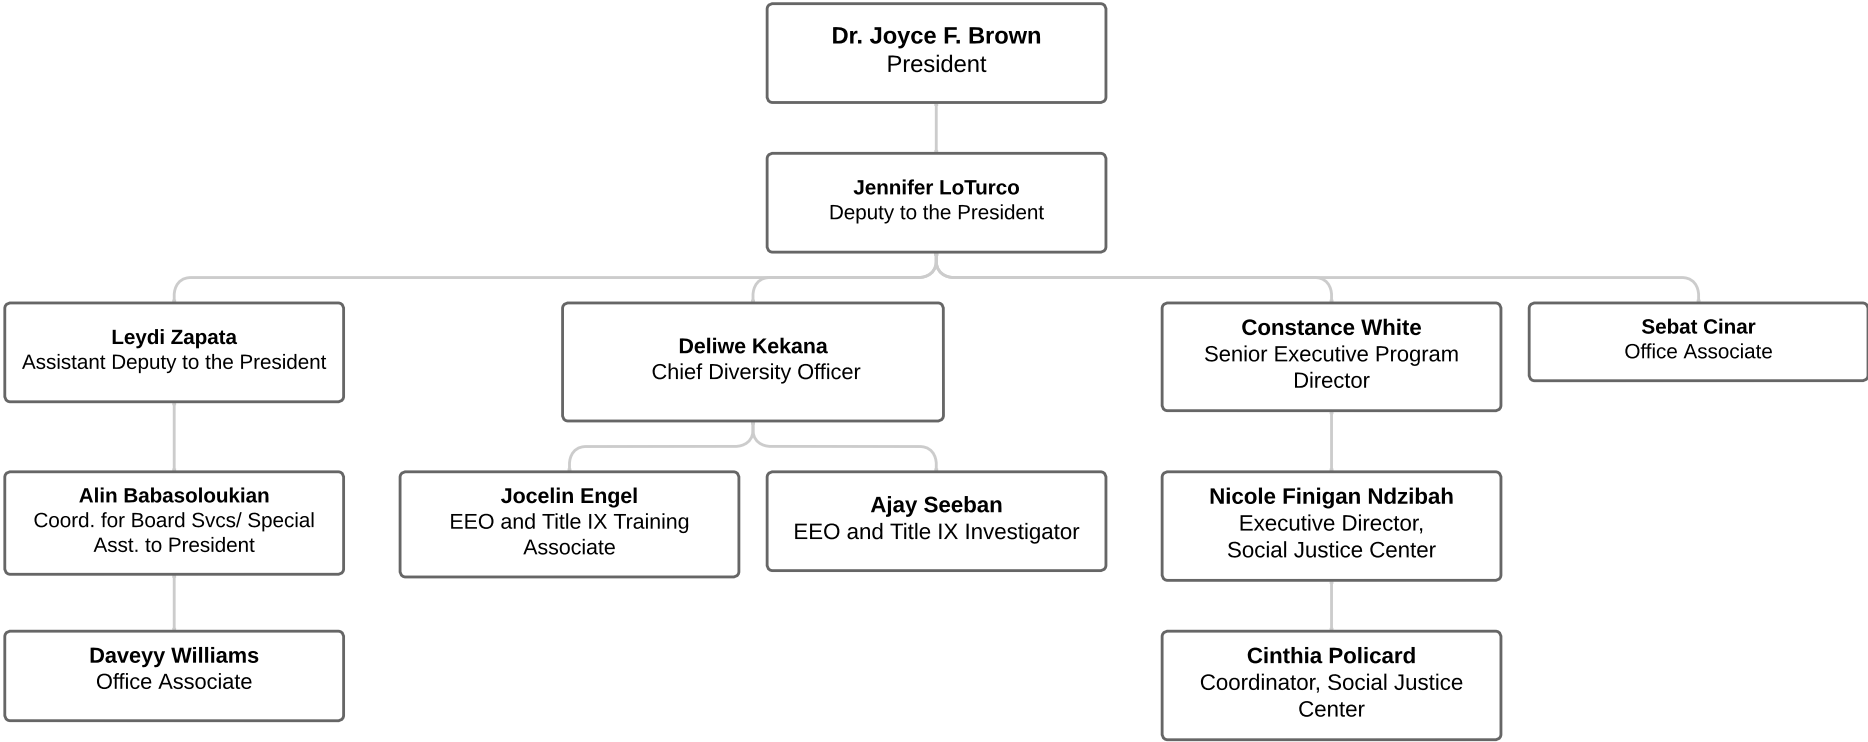 Dr. Joyce F. Brown
President
Jennifer LoTurco
Deputy to the President
Leydi Zapata
Assistant Deputy to the President
Deliwe Kekana
Chief Diversity Officer
Constance White
Senior Executive Program
Director
Sebat Cinar
Office Associate
Alin Babasoloukian
Coord. for Board Svcs/ Special
Asst. to President
Jocelin Engel
EEO and Title IX Training
Associate
Ajay Seeban
EEO and Title IX Investigator
Nicole Finigan Ndzibah
Executive Director,
Social Justice Center
Daveyy Williams
Office Associate
Cinthia Policard
Coordinator, Social Justice
Center